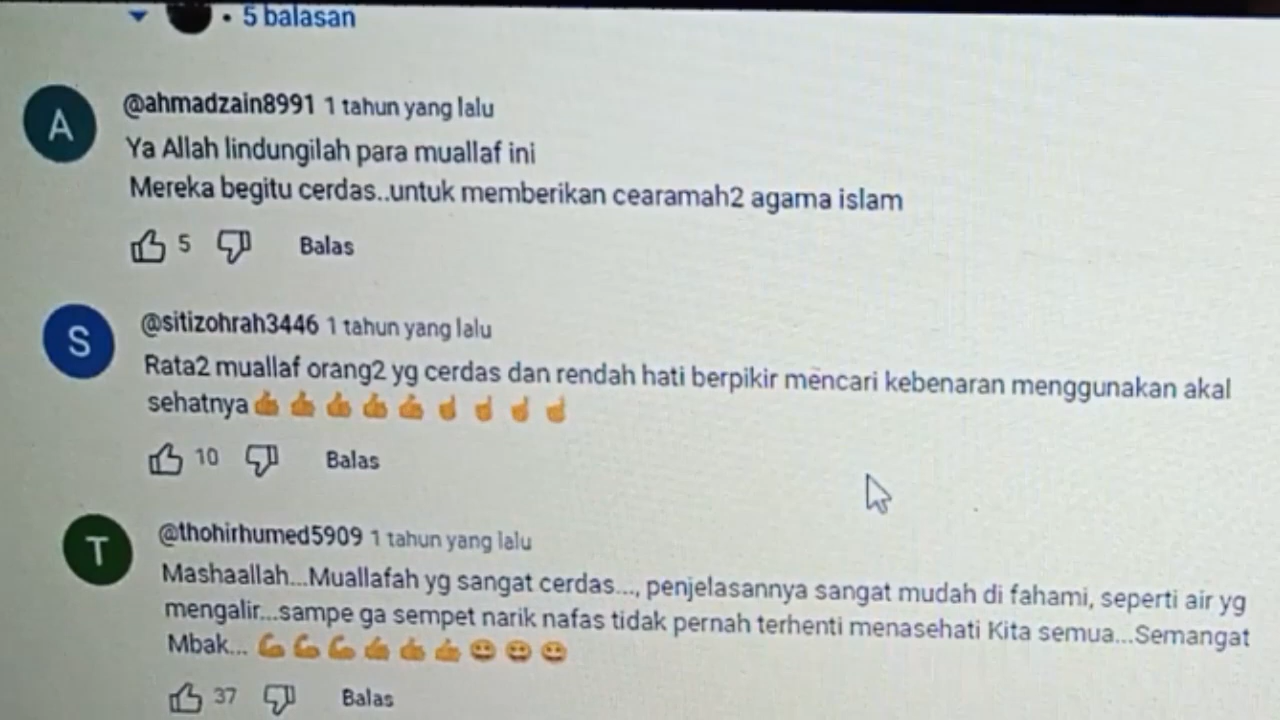 • 5 balasan
A
@ahmadzain8991 1 tahun yang lalu
Ya Allah lindungilah para muallaf ini
Mereka begitu cerdas..untuk memberikan cearamah2 agama islam
5 Balas
S
@sitizohrah3446 1 tahun yang lalu
Rata2 muallaf orang2 yg cerdas dan rendah hati berpikir mencari kebenaran menggunakan akal
sehatnya👍👍👍👍👍☝️☝️☝️☝️
10 Balas
T
@thohirhumed5909 1 tahun yang lalu
Mashaallah...Muallafah yg sangat cerdas..., penjelasannya sangat mudah di fahami, seperti air yg
mengalir...sampe ga sempet narik nafas tidak pernah terhenti menasehati Kita semua...Semangat
Mbak... 💪💪💪👍👍👍😀😀😀
37 Balas